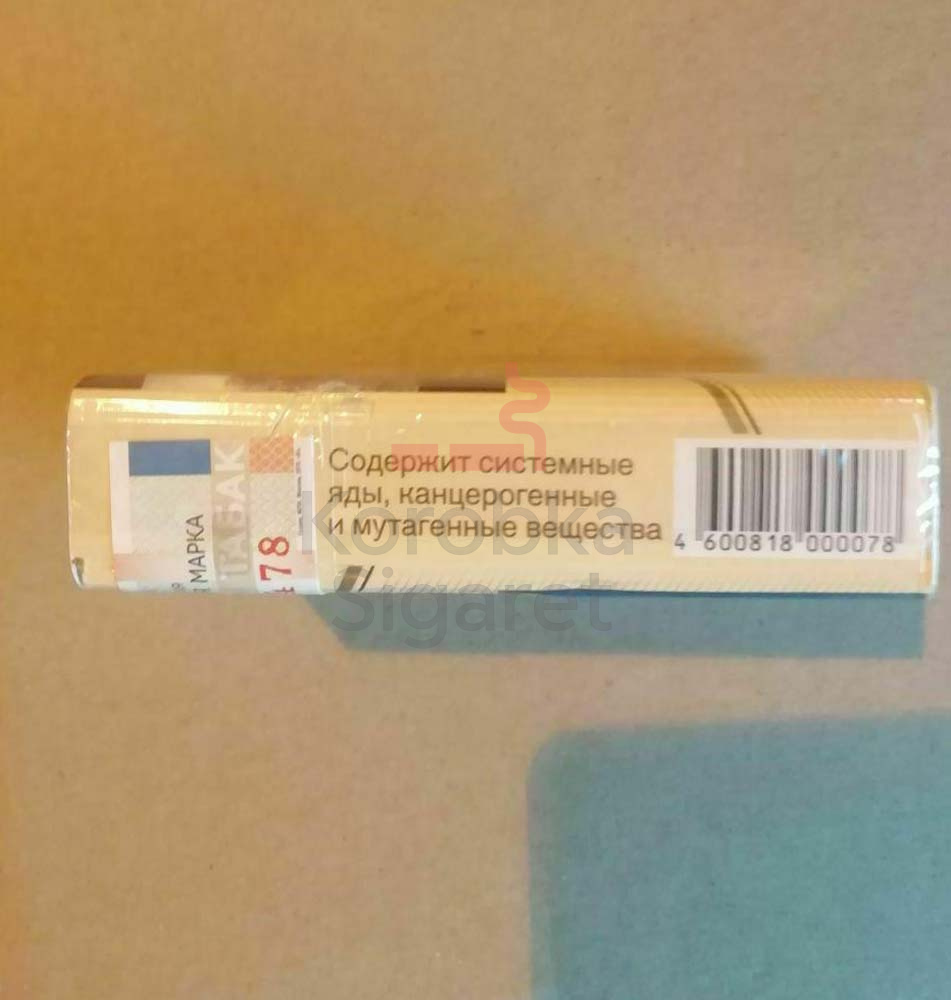 Содержит системные
яды, канцерогенные
и мутагенные вещества
4 600818 000078
ТАБАК
МАРКА
78
Korobka
Sigaret